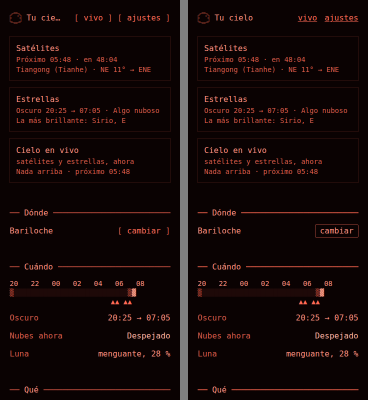 Tu cie… [ vivo ] [ ajustes ]
Satélites
Próximo 05:48 · en 48:04
Tiangong (Tianhe) · NE 11° → ENE
Estrellas
Oscuro 20:25 → 07:05 · Algo nuboso
La más brillante: Sirio, E
Cielo en vivo
satélites y estrellas, ahora
Nada arriba · próximo 05:48
Dónde
Bariloche [ cambiar ]
Cuándo
20 22 00 02 04 06 08
Oscuro 20:25 → 07:05
Nubes ahora Despejado
Luna menguante, 28 %
Qué
Tu cielo vivo ajustes
Satélites
Próximo 05:48 · en 48:04
Tiangong (Tianhe) · NE 11° → ENE
Estrellas
Oscuro 20:25 → 07:05 · Algo nuboso
La más brillante: Sirio, E
Cielo en vivo
satélites y estrellas, ahora
Nada arriba · próximo 05:48
Dónde
Bariloche cambiar
Cuándo
20 22 00 02 04 06 08
Oscuro 20:25 → 07:05
Nubes ahora Despejado
Luna menguante, 28 %
Qué